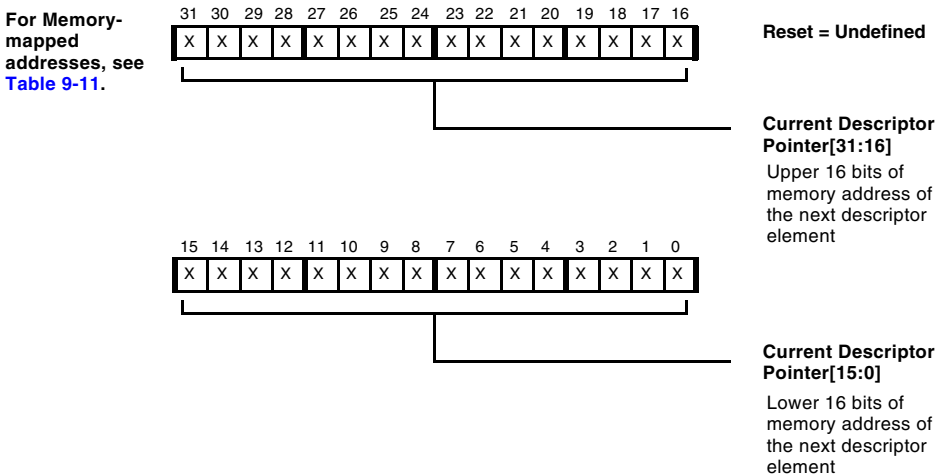 For Memory-
mapped
addresses, see
Table 9-11.
31 30 29 28 27 26 25 24 23 22 21 20 19 18 17 16
X X X X X X X X X X X X X X X X
Reset = Undefined
Current Descriptor
Pointer[31:16]
Upper 16 bits of
memory address of
the next descriptor
element
15 14 13 12 11 10 9 8 7 6 5 4 3 2 1 0
X X X X X X X X X X X X X X X X
Current Descriptor
Pointer[15:0]
Lower 16 bits of
memory address of
the next descriptor
element